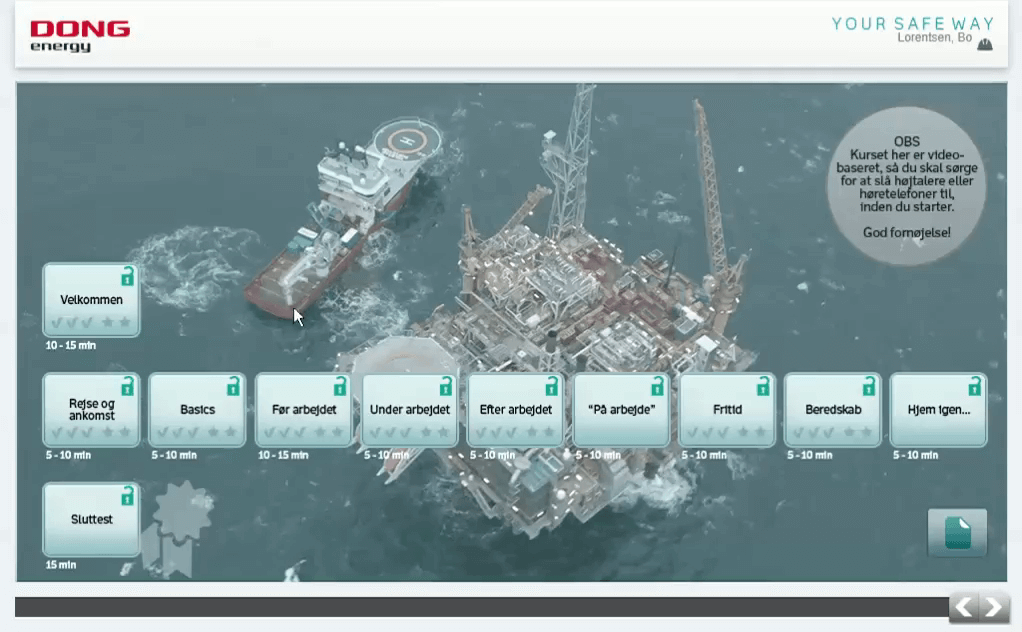 DONG
energy
YOUR SAFE WAY
Lorentsen, Bo
OBS
Kurset her er video-
baseret, så du skal sørge
for at slå højtalere eller
høretelefoner til,
inden du starter.
God fornøjelse!
H
Velkommen
10 - 15 min
Rejse og
ankomst
5 - 10 min
Basics
5 - 10 min
Før arbejdet
10 - 15 min
Under arbejdet
5 - 10 min
Efter arbejdet
5 - 10 min
“På arbejde”
5 - 10 min
Fritid
5 - 10 min
Beredskab
5 - 10 min
Hjem igen...
5 - 10 min
Sluttest
15 min